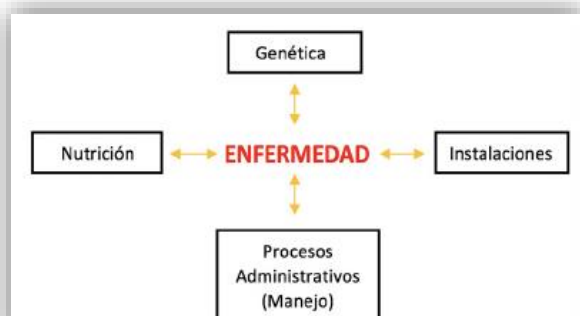 Genética
Nutrición
ENFERMEDAD
Instalaciones
Procesos
Administrativos
(Manejo)